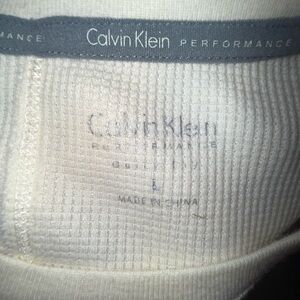 MANCE Calvin Klein PERFORMANCE
Calvin Klein
PERFORMANCE
L
MADE IN CHINA